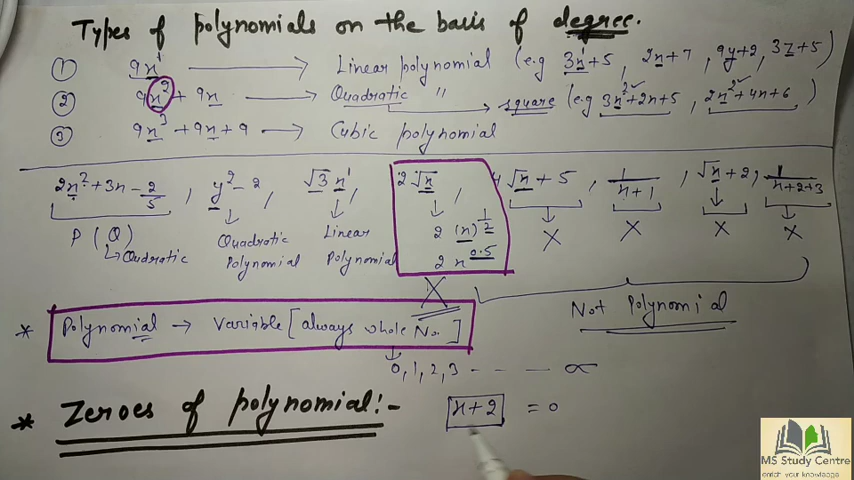 Types of polynomials on the basis of degree.
① 9x¹ → Linear polynomial (e.g 3x¹+5, 2x+7, 9y+2, 3z+5)
② 9x² + 9x → Quadratic " → square (e.g 3x²+2x+5, 2x²+4x+6)
③ 9x³ + 9x + 9 → Cubic polynomial
2x² + 3x - 2/5, y² - 2, √3 x¹, 2√x, 4√x + 5, 1/x+1, √x + 2, 1/x+2+3
P(Q) Quadratic Linear 2 (x)^1/2 X X X X
Quadratic Polynomial Polynomial 2 x^0.5
X Not Polynomial
* Polynomial → Variable [always whole No.]
0, 1, 2, 3 - - - - ∝
* Zeroes of polynomial:- x+2 = 0
MS Study Centre
enrich your knowledge